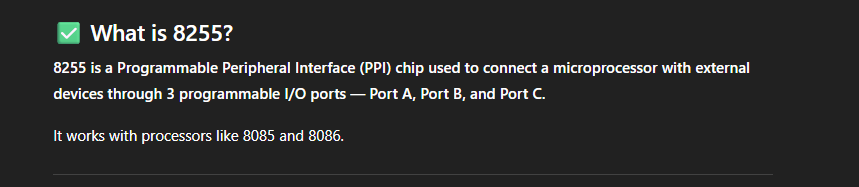 ✅ What is 8255?
8255 is a Programmable Peripheral Interface (PPI) chip used to connect a microprocessor with external
devices through 3 programmable I/O ports — Port A, Port B, and Port C.
It works with processors like 8085 and 8086.